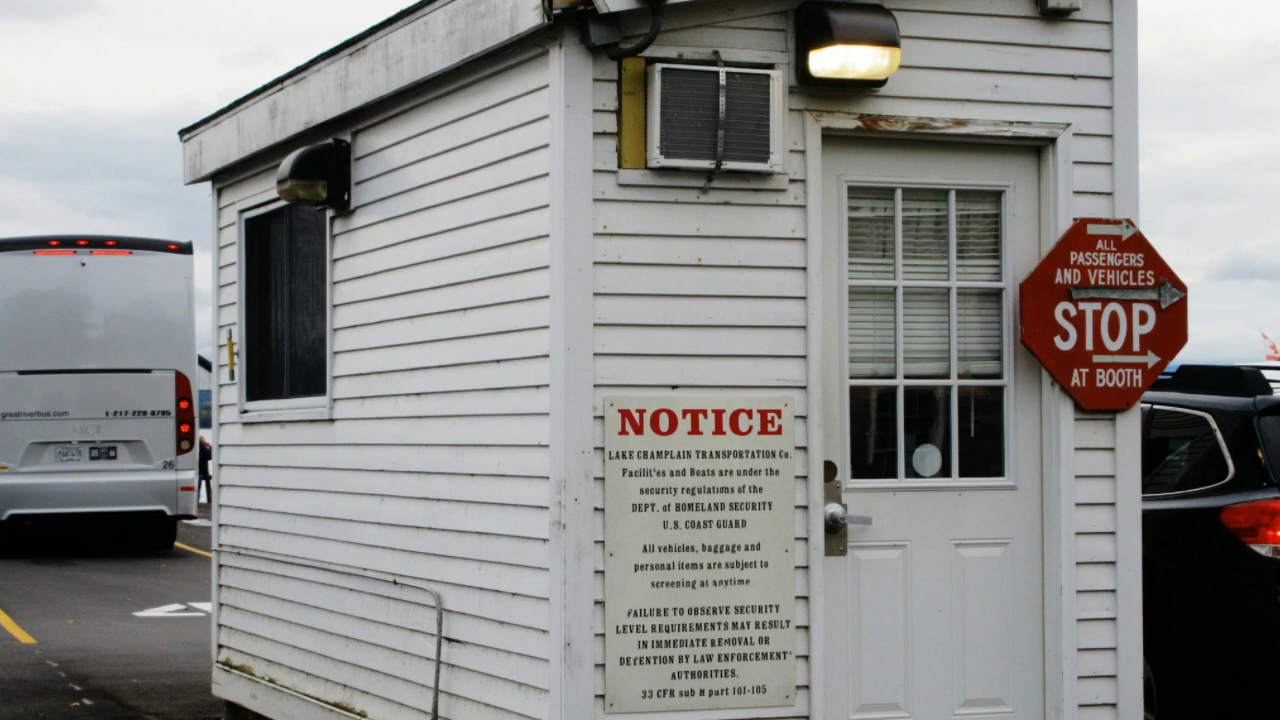 greatriverbus.com 1-217-228-8785
MCI
26
NOTICE
LAKE CHAMPLAIN TRANSPORTATION Co.
Facilities and Boats are under the
security regulations of the
DEPT. of HOMELAND SECURITY
U.S. COAST GUARD
All vehicles, baggage and
personal items are subject to
screening at anytime
FAILURE TO OBSERVE SECURITY
LEVEL REQUIREMENTS MAY RESULT
IN IMMEDIATE REMOVAL OR
DETENTION BY LAW ENFORCEMENT
AUTHORITIES.
33 CFR sub H part 101-105
ALL
PASSENGERS
AND VEHICLES
STOP
AT BOOTH